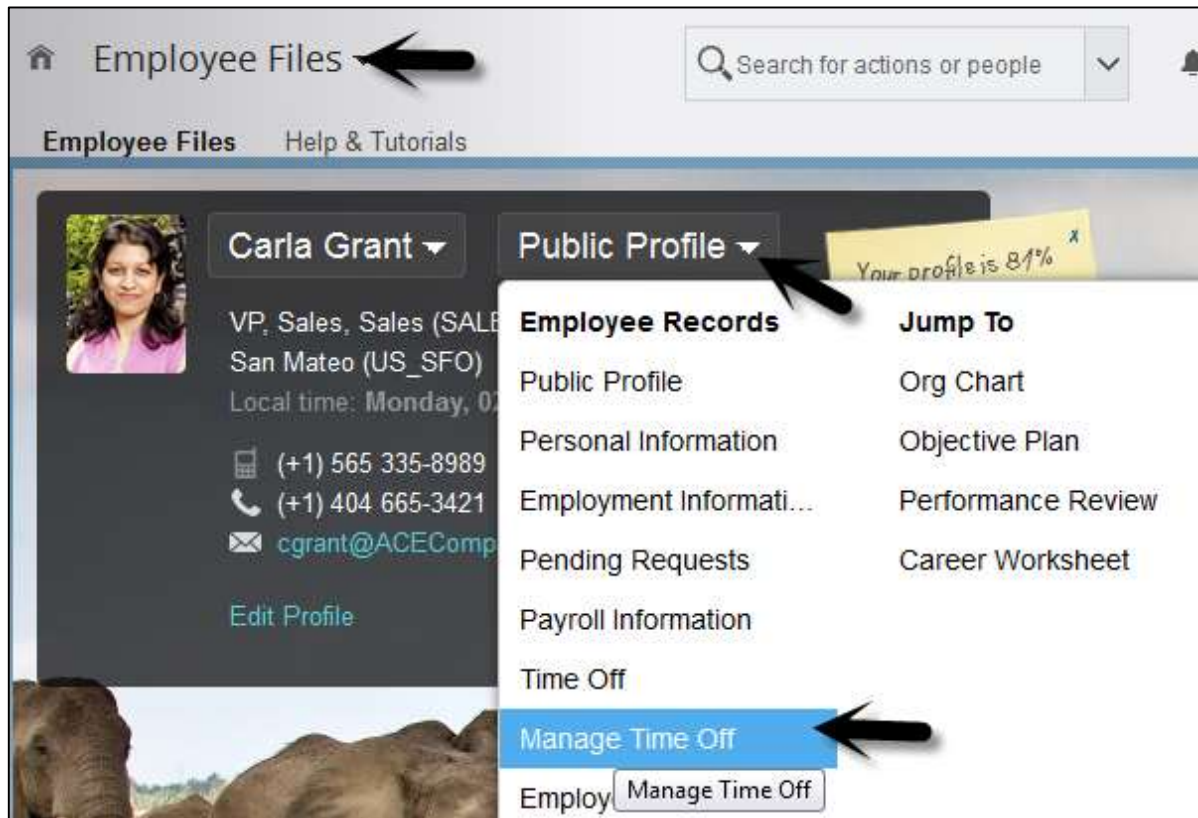 Employee Files
Search for actions or people
Employee Files Help & Tutorials
Carla Grant
Public Profile
Your profile is 81%
x
VP, Sales, Sales (SALE
San Mateo (US_SFO)
Local time: Monday, 02
(+1) 565 335-8989
(+1) 404 665-3421
cgrant@ACEComp
Edit Profile
Employee Records
Public Profile
Personal Information
Employment Informati...
Pending Requests
Payroll Information
Time Off
Manage Time Off
Employ
Manage Time Off
Jump To
Org Chart
Objective Plan
Performance Review
Career Worksheet